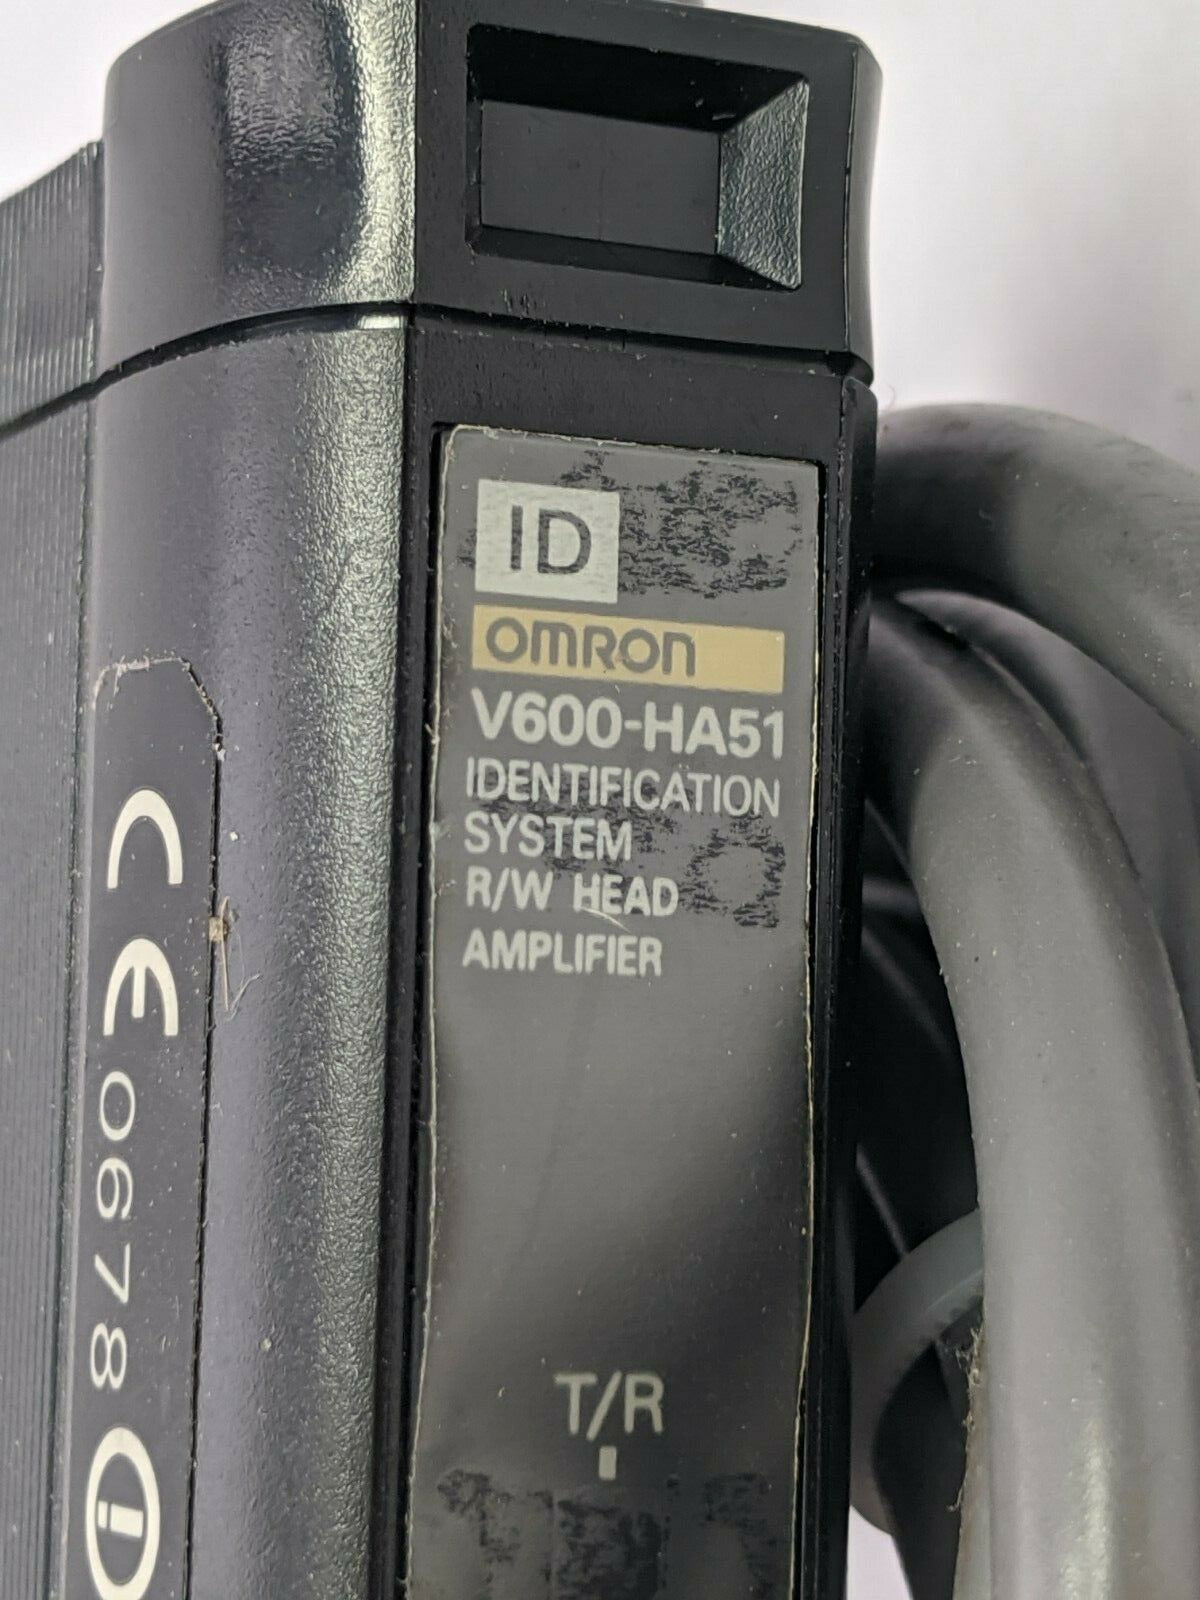 ID
OMRON
V600-HA51
IDENTIFICATION
SYSTEM
R/W HEAD
AMPLIFIER
T/R
CE 0678